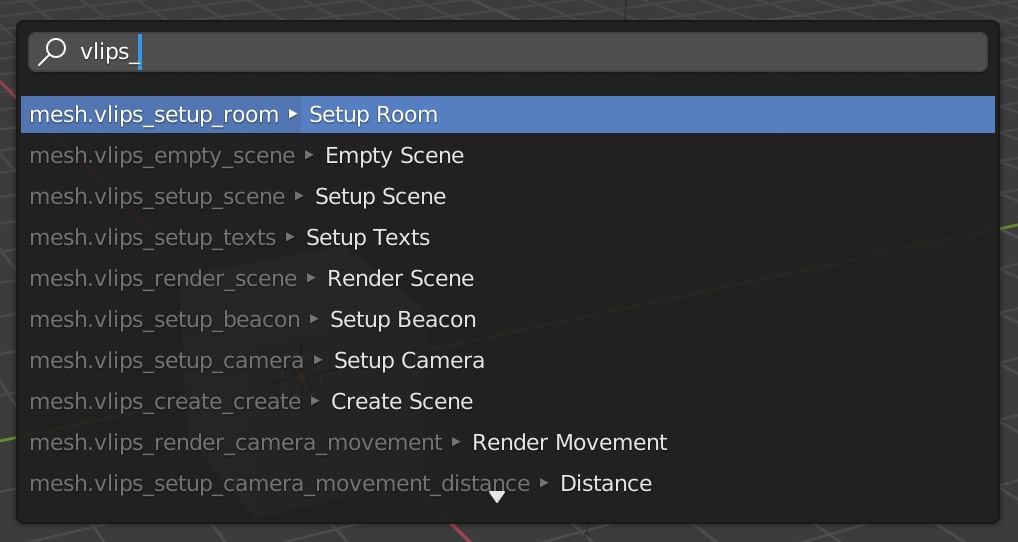 vlips_
mesh.vlips_setup_room ▸ Setup Room
mesh.vlips_empty_scene ▸ Empty Scene
mesh.vlips_setup_scene ▸ Setup Scene
mesh.vlips_setup_texts ▸ Setup Texts
mesh.vlips_render_scene ▸ Render Scene
mesh.vlips_setup_beacon ▸ Setup Beacon
mesh.vlips_setup_camera ▸ Setup Camera
mesh.vlips_create_create ▸ Create Scene
mesh.vlips_render_camera_movement ▸ Render Movement
mesh.vlips_setup_camera_movement_distance ▸ Distance